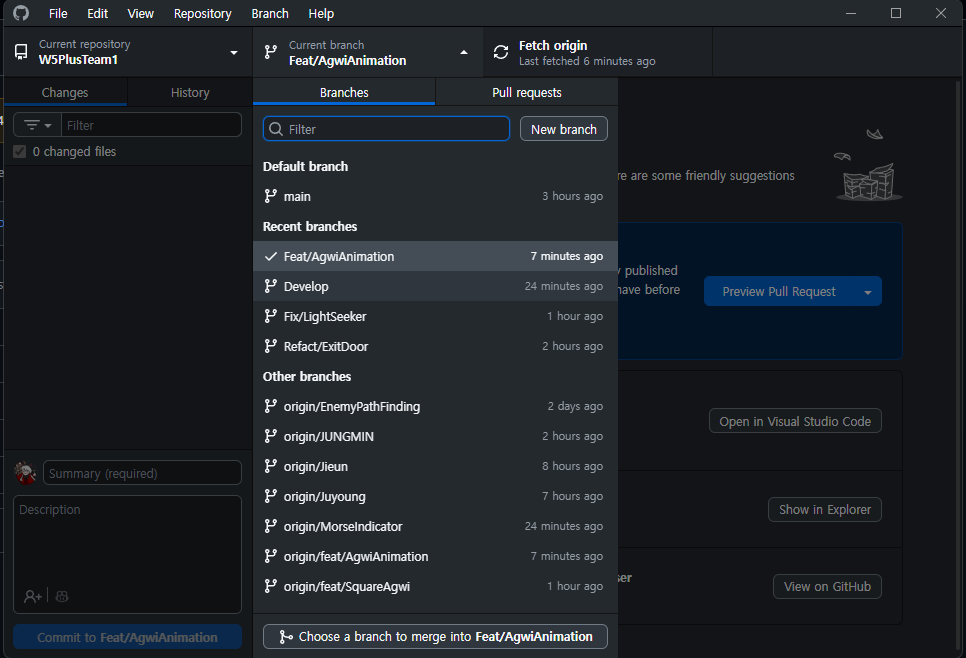 File Edit View Repository Branch Help
Current repository
W5PlusTeam1
Current branch
Feat/AgwiAnimation
Fetch origin
Last fetched 6 minutes ago
Changes History
Filter
0 changed files
Summary (required)
Description
Commit to Feat/AgwiAnimation
Branches Pull requests
Filter New branch
Default branch
main 3 hours ago
Recent branches
Feat/AgwiAnimation 7 minutes ago
Develop 24 minutes ago
Fix/LightSeeker 1 hour ago
Refact/ExitDoor 2 hours ago
Other branches
origin/EnemyPathFinding 2 days ago
origin/JUNGMIN 2 hours ago
origin/Jieun 8 hours ago
origin/Juyoung 7 hours ago
origin/MorseIndicator 24 minutes ago
origin/feat/AgwiAnimation 7 minutes ago
origin/feat/SquareAgwi 1 hour ago
Choose a branch to merge into Feat/AgwiAnimation
re are some friendly suggestions
published
have before
Preview Pull Request
Open in Visual Studio Code
Show in Explorer
ser
View on GitHub